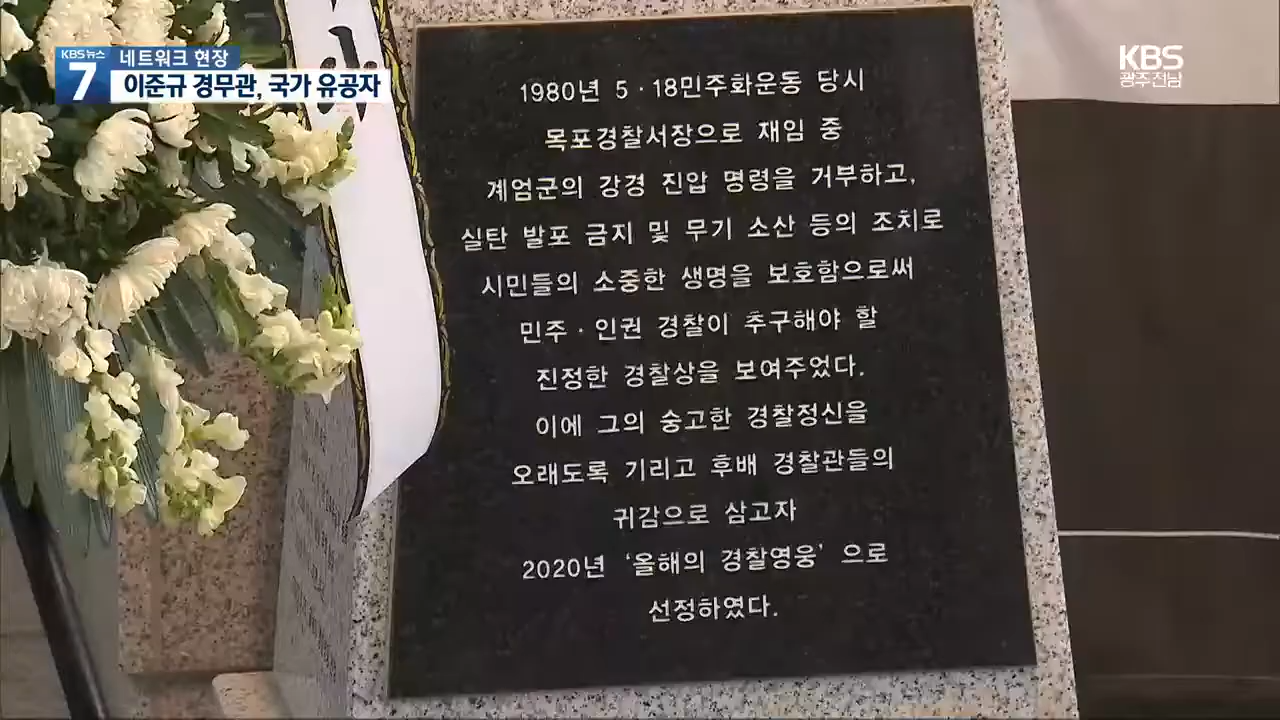 KBS뉴스 7
네트워크 현장
이준규 경무관, 국가 유공자
KBS
광주전남
1980년 5·18민주화운동 당시
목포경찰서장으로 재임 중
계엄군의 강경 진압 명령을 거부하고,
실탄 발포 금지 및 무기 소산 등의 조치로
시민들의 소중한 생명을 보호함으로써
민주·인권 경찰이 추구해야 할
진정한 경찰상을 보여주었다.
이에 그의 숭고한 경찰정신을
오래도록 기리고 후배 경찰관들의
귀감으로 삼고자
2020년 ‘올해의 경찰영웅’ 으로
선정하였다.